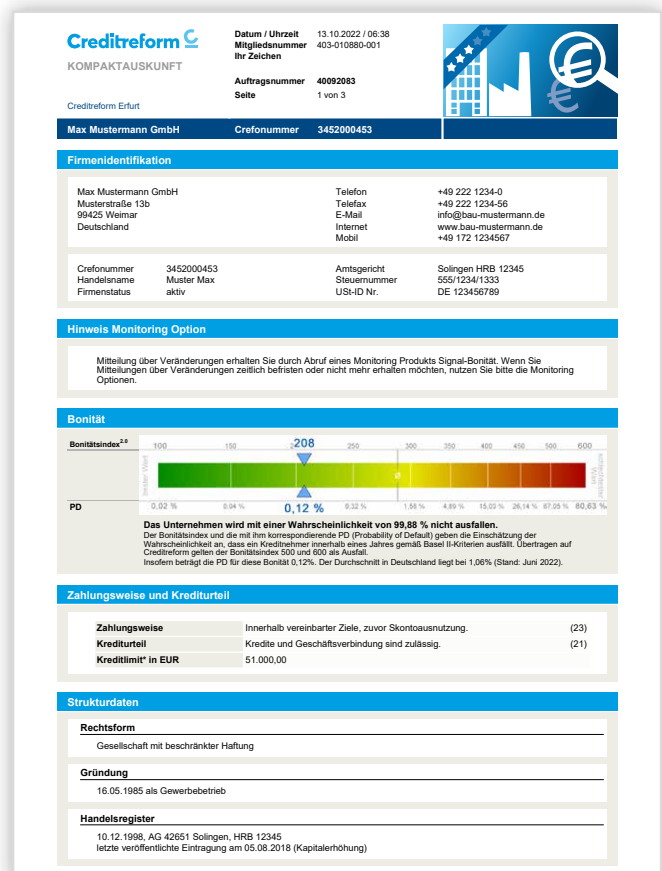 Creditreform C
KOMPAKTAUSKUNFT
Creditreform Erfurt
Datum / Uhrzeit 13.10.2022 / 06:38
Mitgliedsnummer 403-010880-001
Ihr Zeichen
Auftragsnummer 40092083
Seite 1 von 3
Max Mustermann GmbH Crefonummer 3452000453
Firmenidentifikation
Max Mustermann GmbH
Musterstraße 13b
99425 Weimar
Deutschland
Telefon +49 222 1234-0
Telefax +49 222 1234-56
E-Mail info@bau-mustermann.de
Internet www.bau-mustermann.de
Mobil +49 172 1234567
Crefonummer 3452000453
Handelsname Muster Max
Firmenstatus aktiv
Amtsgericht Solingen HRB 12345
Steuernummer 555/1234/1333
USt-ID Nr. DE 123456789
Hinweis Monitoring Option
Mitteilung über Veränderungen erhalten Sie durch Abruf eines Monitoring Produkts Signal-Bonität. Wenn Sie
Mitteilungen über Veränderungen zeitlich befristen oder nicht mehr erhalten möchten, nutzen Sie bitte die Monitoring
Optionen.
Bonität
Bonitätsindex2.0
100 150 208 250 300 350 400 450 500 600
bester Wert
schlechtester Wert
PD
0,02 % 0.04 % 0,12 % 0.32 % 1,58 % 4,89 % 15,03 % 26,14 % 87,05 % 80,63 %
Das Unternehmen wird mit einer Wahrscheinlichkeit von 99,88 % nicht ausfallen.
Der Bonitätsindex und die mit ihm korrespondierende PD (Probability of Default) geben die Einschätzung der
Wahrscheinlichkeit an, dass ein Kreditnehmer innerhalb eines Jahres gemäß Basel II-Kriterien ausfällt. Übertragen auf
Creditreform gelten der Bonitätsindex 500 und 600 als Ausfall.
Insofern beträgt die PD für diese Bonität 0,12%. Der Durchschnitt in Deutschland liegt bei 1,06% (Stand: Juni 2022).
Zahlungsweise und Krediturteil
Zahlungsweise Innerhalb vereinbarter Ziele, zuvor Skontoausnutzung. (23)
Krediturteil Kredite und Geschäftsverbindung sind zulässig. (21)
Kreditlimit* in EUR 51.000,00
Strukturdaten
Rechtsform
Gesellschaft mit beschränkter Haftung
Gründung
16.05.1985 als Gewerbebetrieb
Handelsregister
10.12.1998, AG 42651 Solingen, HRB 12345
letzte veröffentlichte Eintragung am 05.08.2018 (Kapitalerhöhung)